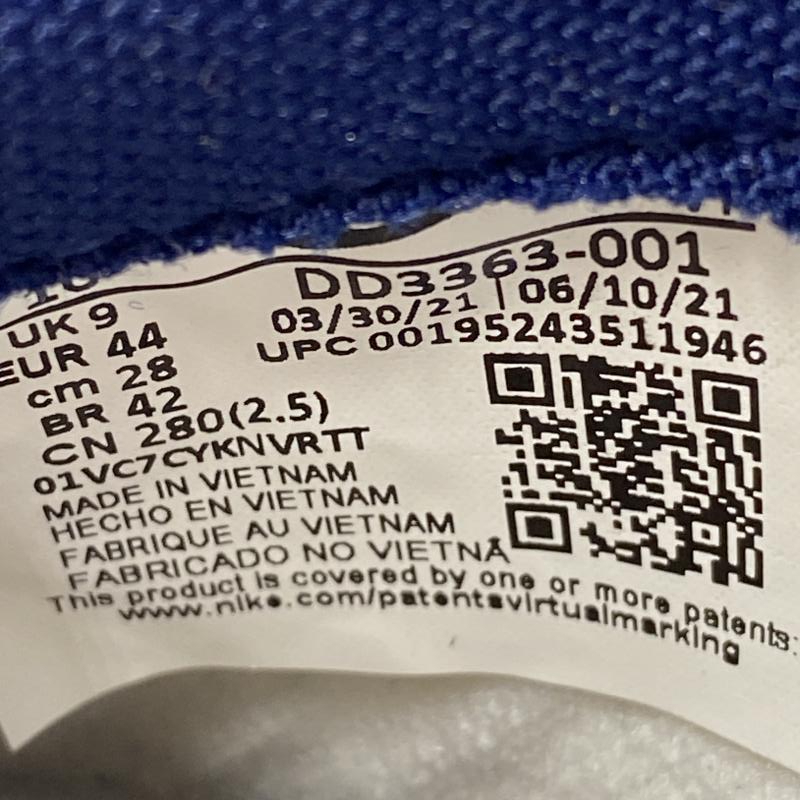 DD3363-001
03/30/21 | 06/10/21
UPC 00195243511946
UK 9
EUR 44
cm 28
BR 42
CN 280(2.5)
01VC7CYKNVRTT
MADE IN VIETNAM
HECHO EN VIETNAM
FABRIQUE AU VIETNAM
FABRICADO NO VIETNÃ
This product is covered by one or more patents:
www.nike.com/patentsvirtualmarking